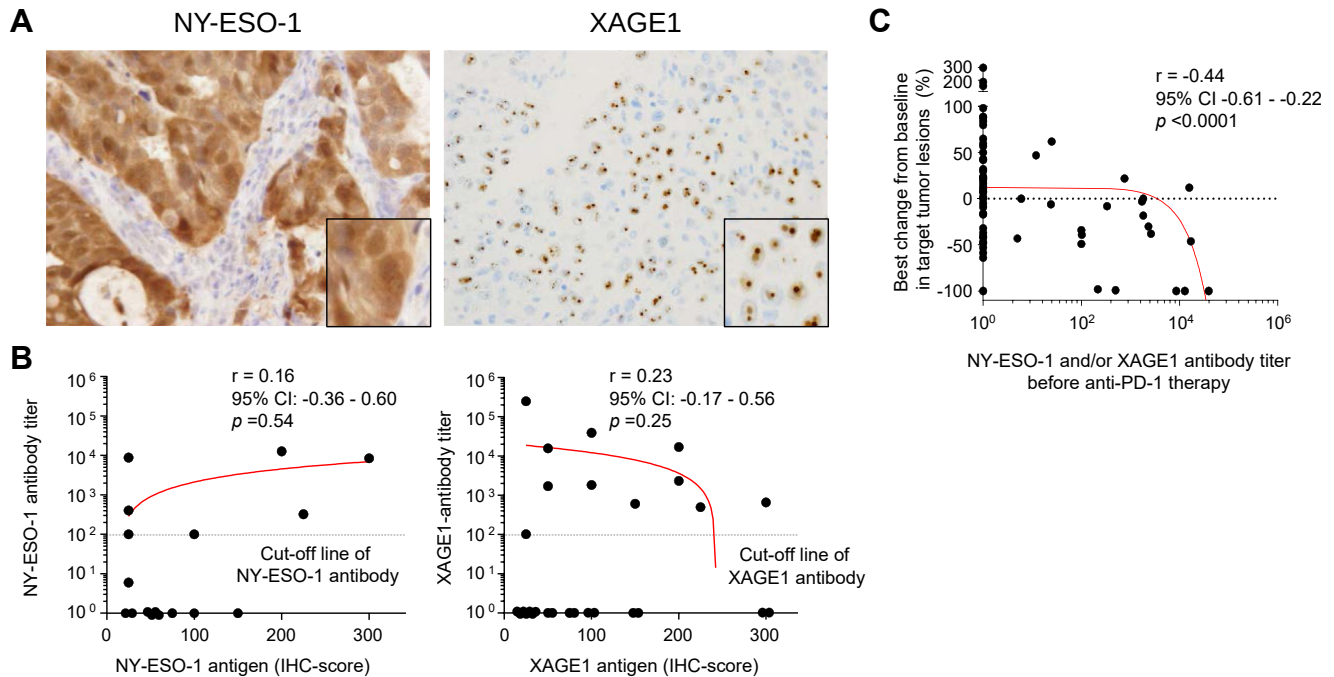 A
NY-ESO-1
XAGE1
C
Best change from baseline
in target tumor lesions (%)
300
200
100
50
0
-50
-100
r = -0.44
95% CI -0.61 - -0.22
p <0.0001
10^0
10^2
10^4
10^6
NY-ESO-1 and/or XAGE1 antibody titer
before anti-PD-1 therapy
B
NY-ESO-1 antibody titer
10^6
10^5
10^4
10^3
10^2
10^1
10^0
r = 0.16
95% CI: -0.36 - 0.60
p =0.54
Cut-off line of
NY-ESO-1 antibody
0
100
200
300
NY-ESO-1 antigen (IHC-score)
XAGE1-antibody titer
10^6
10^5
10^4
10^3
10^2
10^1
10^0
r = 0.23
95% CI: -0.17 - 0.56
p =0.25
Cut-off line of
XAGE1 antibody
0
100
200
300
XAGE1 antigen (IHC-score)